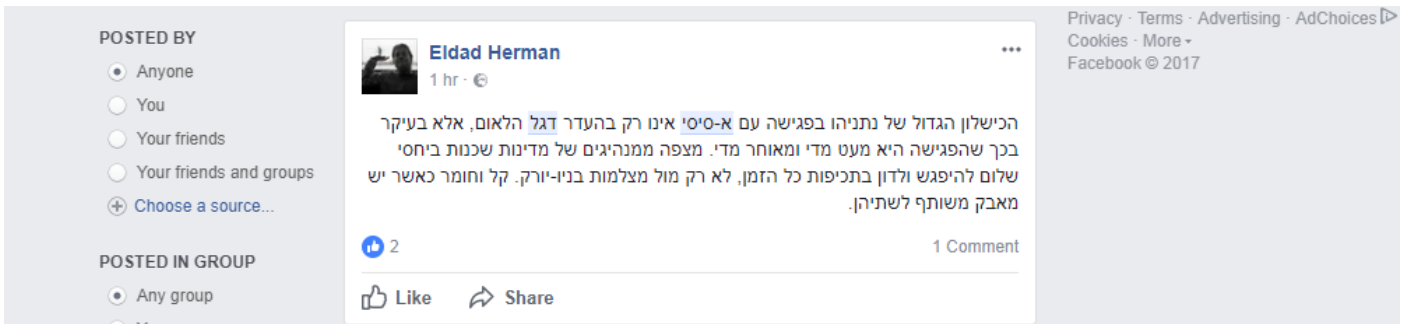 POSTED BY
Anyone
You
Your friends
Your friends and groups
Choose a source...
POSTED IN GROUP
Any group
Eldad Herman
1 hr ·
הכישלון הגדול של נתניהו בפגישה עם א-סיסי אינו רק בהעדר דגל הלאום, אלא בעיקר
בכך שהפגישה היא מעט מדי ומאוחר מדי. מצפה ממנהיגים של מדינות שכנות ביחסי
שלום להיפגש ולדון בתכיפות כל הזמן, לא רק מול מצלמות בניו-יורק. קל וחומר כאשר יש
מאבק משותף לשתיהן.
2
1 Comment
Like
Share
Privacy · Terms · Advertising · AdChoices
Cookies · More
Facebook © 2017